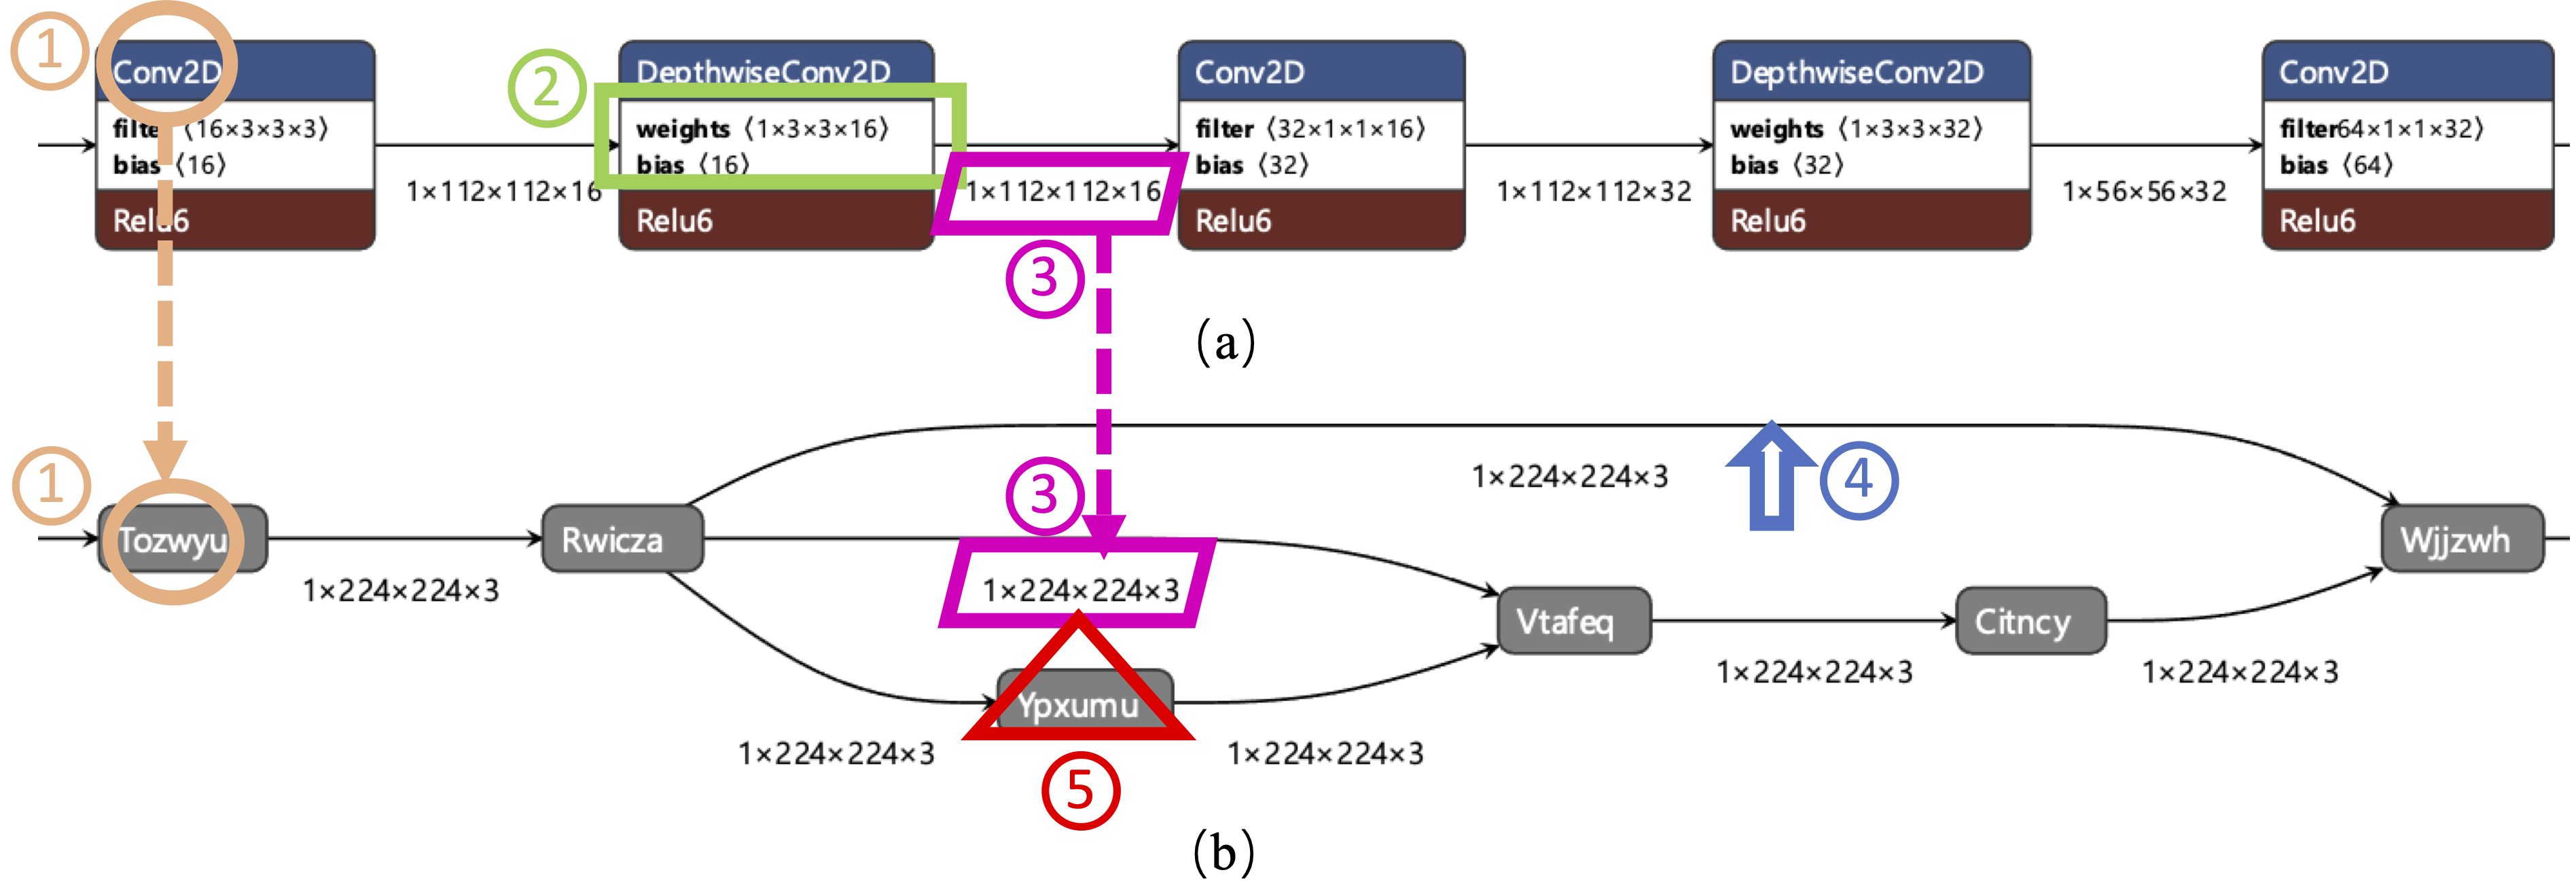 ①
Conv2D
filter ⟨16×3×3×3⟩
bias ⟨16⟩
Relu6
1×112×112×16
②
DepthwiseConv2D
weights ⟨1×3×3×16⟩
bias ⟨16⟩
Relu6
1×112×112×16
③
Conv2D
filter ⟨32×1×1×16⟩
bias ⟨32⟩
Relu6
1×112×112×32
DepthwiseConv2D
weights ⟨1×3×3×32⟩
bias ⟨32⟩
Relu6
1×56×56×32
Conv2D
filter64×1×1×32⟩
bias ⟨64⟩
Relu6
(a)
①
Tozwyu
1×224×224×3
Rwicza
1×224×224×3
④
③
1×224×224×3
Ypxumu
⑤
1×224×224×3
1×224×224×3
Vtafeq
1×224×224×3
Citncy
1×224×224×3
Wjjzwh
(b)